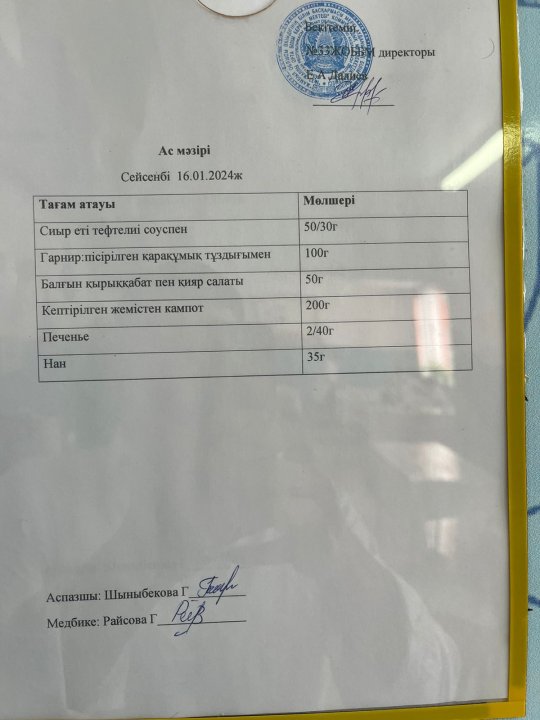 Бекітемін
№53ЖОББМ директоры
Е.А.Далиев
Ас мәзірі
Сейсенбі 16.01.2024ж
Тағам атауы Мөлшері
Сиыр еті тефтелиі соуспен 50/30г
Гарнир:пісірілген қарақұмық тұздығымен 100г
Балғын қырыққабат пен қияр салаты 50г
Кептірілген жемістен кампот 200г
Печенье 2/40г
Нан 35г
Аспазшы: Шыныбекова Г
Медбике: Райсова Г